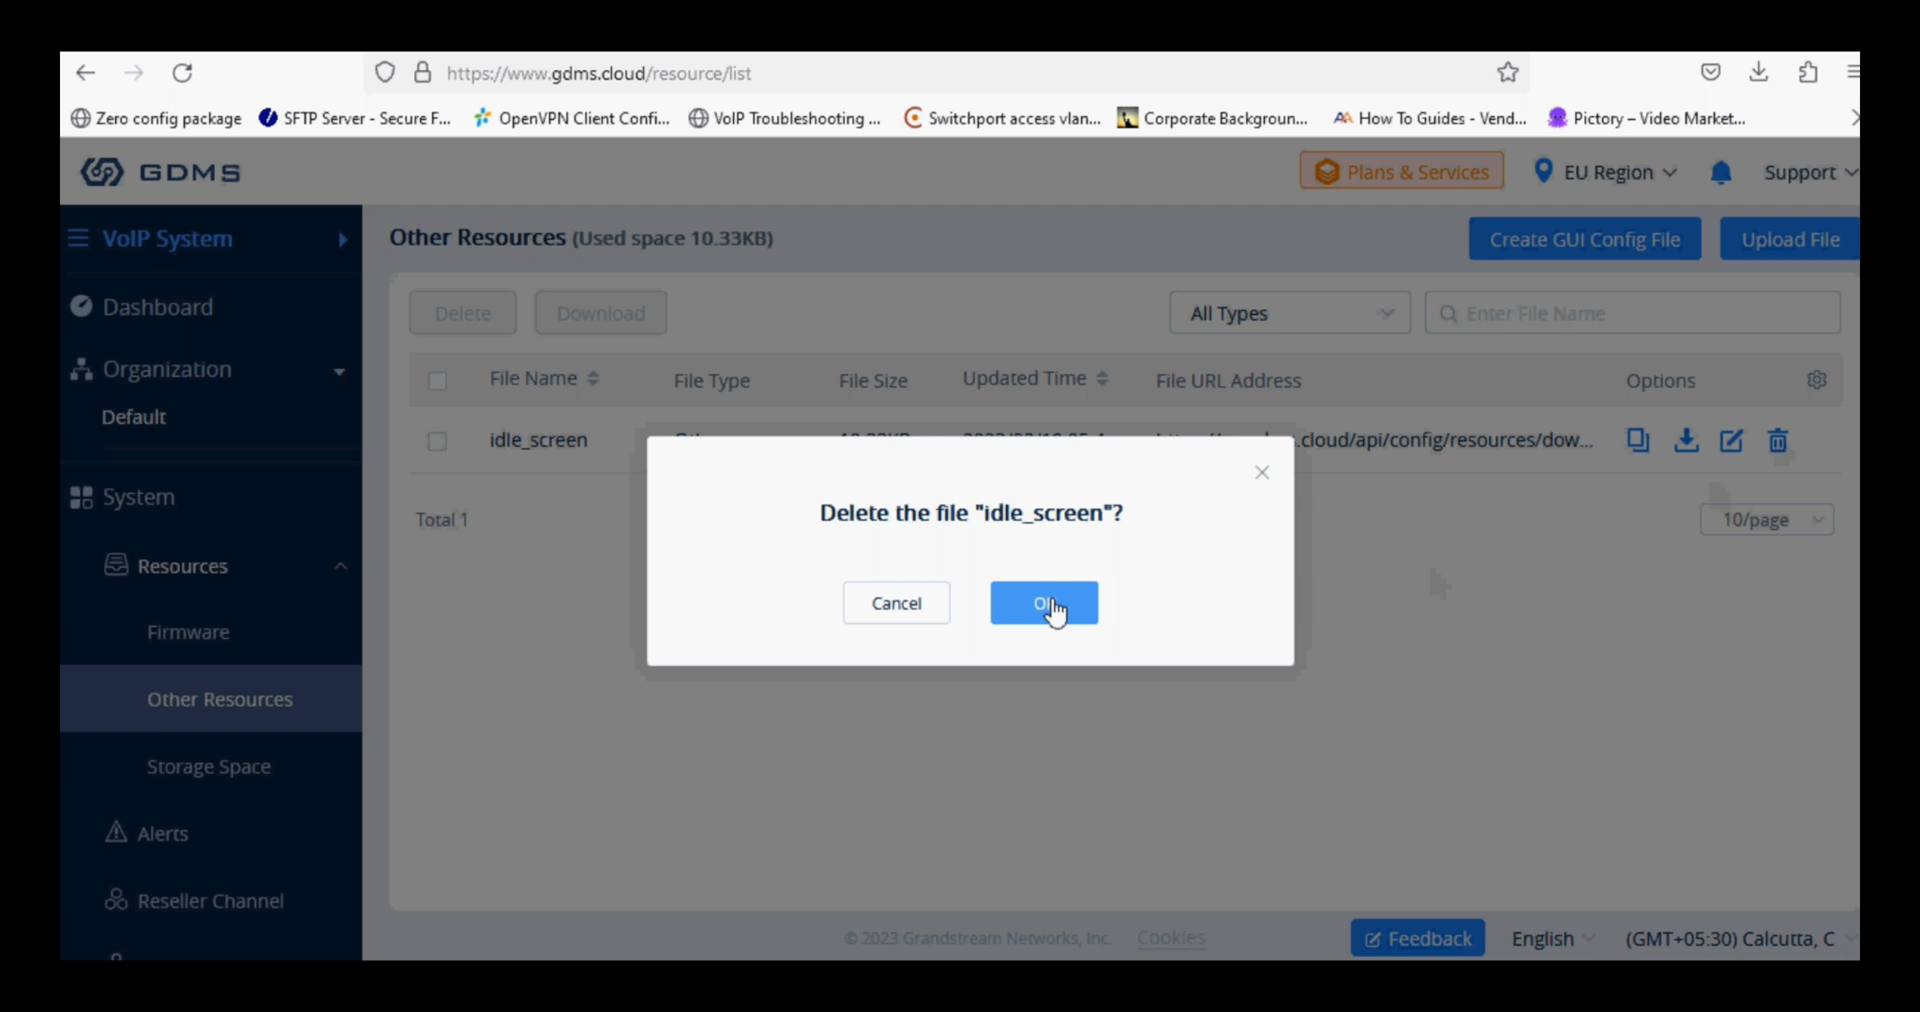 https://www.gdms.cloud/resource/list
Zero config package
SFTP Server - Secure F...
OpenVPN Client Confi...
VoIP Troubleshooting ...
Switchport access vlan...
Corporate Backgroun...
How To Guides - Vend...
Pictory – Video Market...
GDMS
Plans & Services
EU Region
Support
VoIP System
Other Resources (Used space 10.33KB)
Create GUI Config File
Upload File
Dashboard
Delete
Download
All Types
Enter File Name
Organization
Default
File Name
File Type
File Size
Updated Time
File URL Address
Options
idle_screen
.cloud/api/config/resources/dow...
Total 1
10/page
Delete the file "idle_screen"?
Cancel
System
Resources
Firmware
Other Resources
Storage Space
Alerts
Reseller Channel
© 2023 Grandstream Networks, Inc.
Cookies
Feedback
English
(GMT+05:30) Calcutta, C